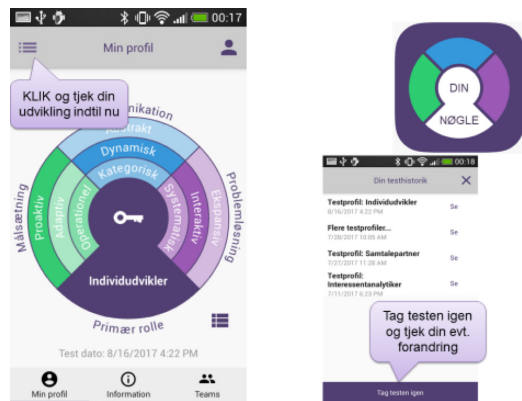 00:17
Min profil
KLIK og tjek din
udvikling indtil nu
Kommunikation
Abstrakt
Dynamisk
Kategorisk
Målsætning
Proaktiv
Adaptiv
Operationel
Systematisk
Interaktiv
Ekspansiv
Problemløsning
Individudvikler
Primær rolle
Test dato: 8/16/2017 4:22 PM
Min profil
Information
Teams
DIN
NØGLE
00:18
Din testhistorik
Testprofil: Individudvikler
8/16/2017 4:22 PM
Se
Flere testprofiler...
7/28/2017 10:05 AM
Se
Testprofil: Samtalepartner
7/27/2017 11:28 AM
Se
Testprofil:
Interessentanalytiker
7/11/2017 6:23 PM
Se
Tag testen igen
og tjek din evt.
forandring
Tag testen igen